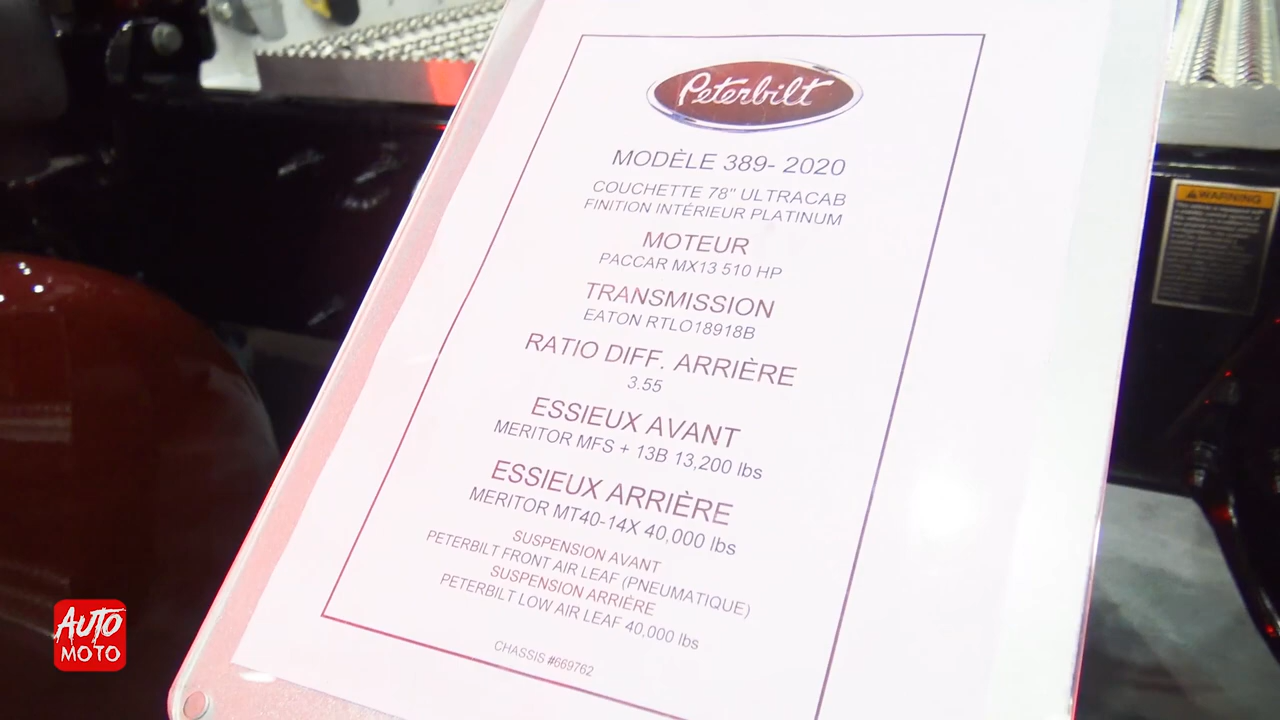 Peterbilt
MODÈLE 389- 2020
COUCHETTE 78" ULTRACAB
FINITION INTÉRIEUR PLATINUM
MOTEUR
PACCAR MX13 510 HP
TRANSMISSION
EATON RTLO18918B
RATIO DIFF. ARRIÈRE
3.55
ESSIEUX AVANT
MERITOR MFS + 13B 13,200 lbs
ESSIEUX ARRIÈRE
MERITOR MT40-14X 40,000 lbs
SUSPENSION AVANT
PETERBILT FRONT AIR LEAF (PNEUMATIQUE)
SUSPENSION ARRIÈRE
PETERBILT LOW AIR LEAF 40,000 lbs
CHASSIS #669762
WARNING
AUTO
MOTO